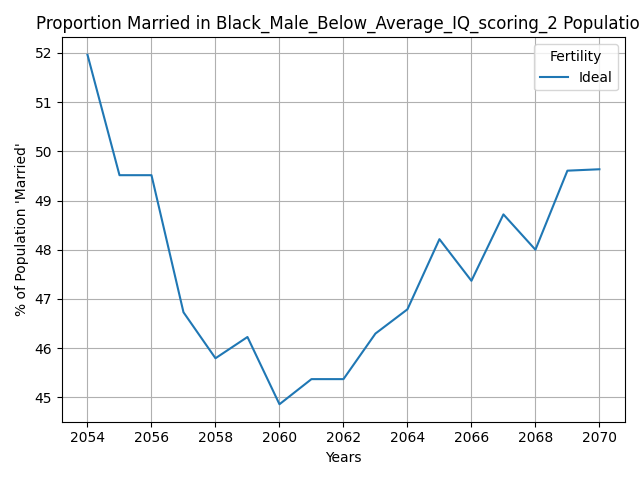 Proportion Married in Black_Male_Below_Average_IQ_scoring_2 Populatio
52
51
50
49
48
47
46
45
% of Population 'Married'
Fertility
Ideal
2054 2056 2058 2060 2062 2064 2066 2068 2070
Years